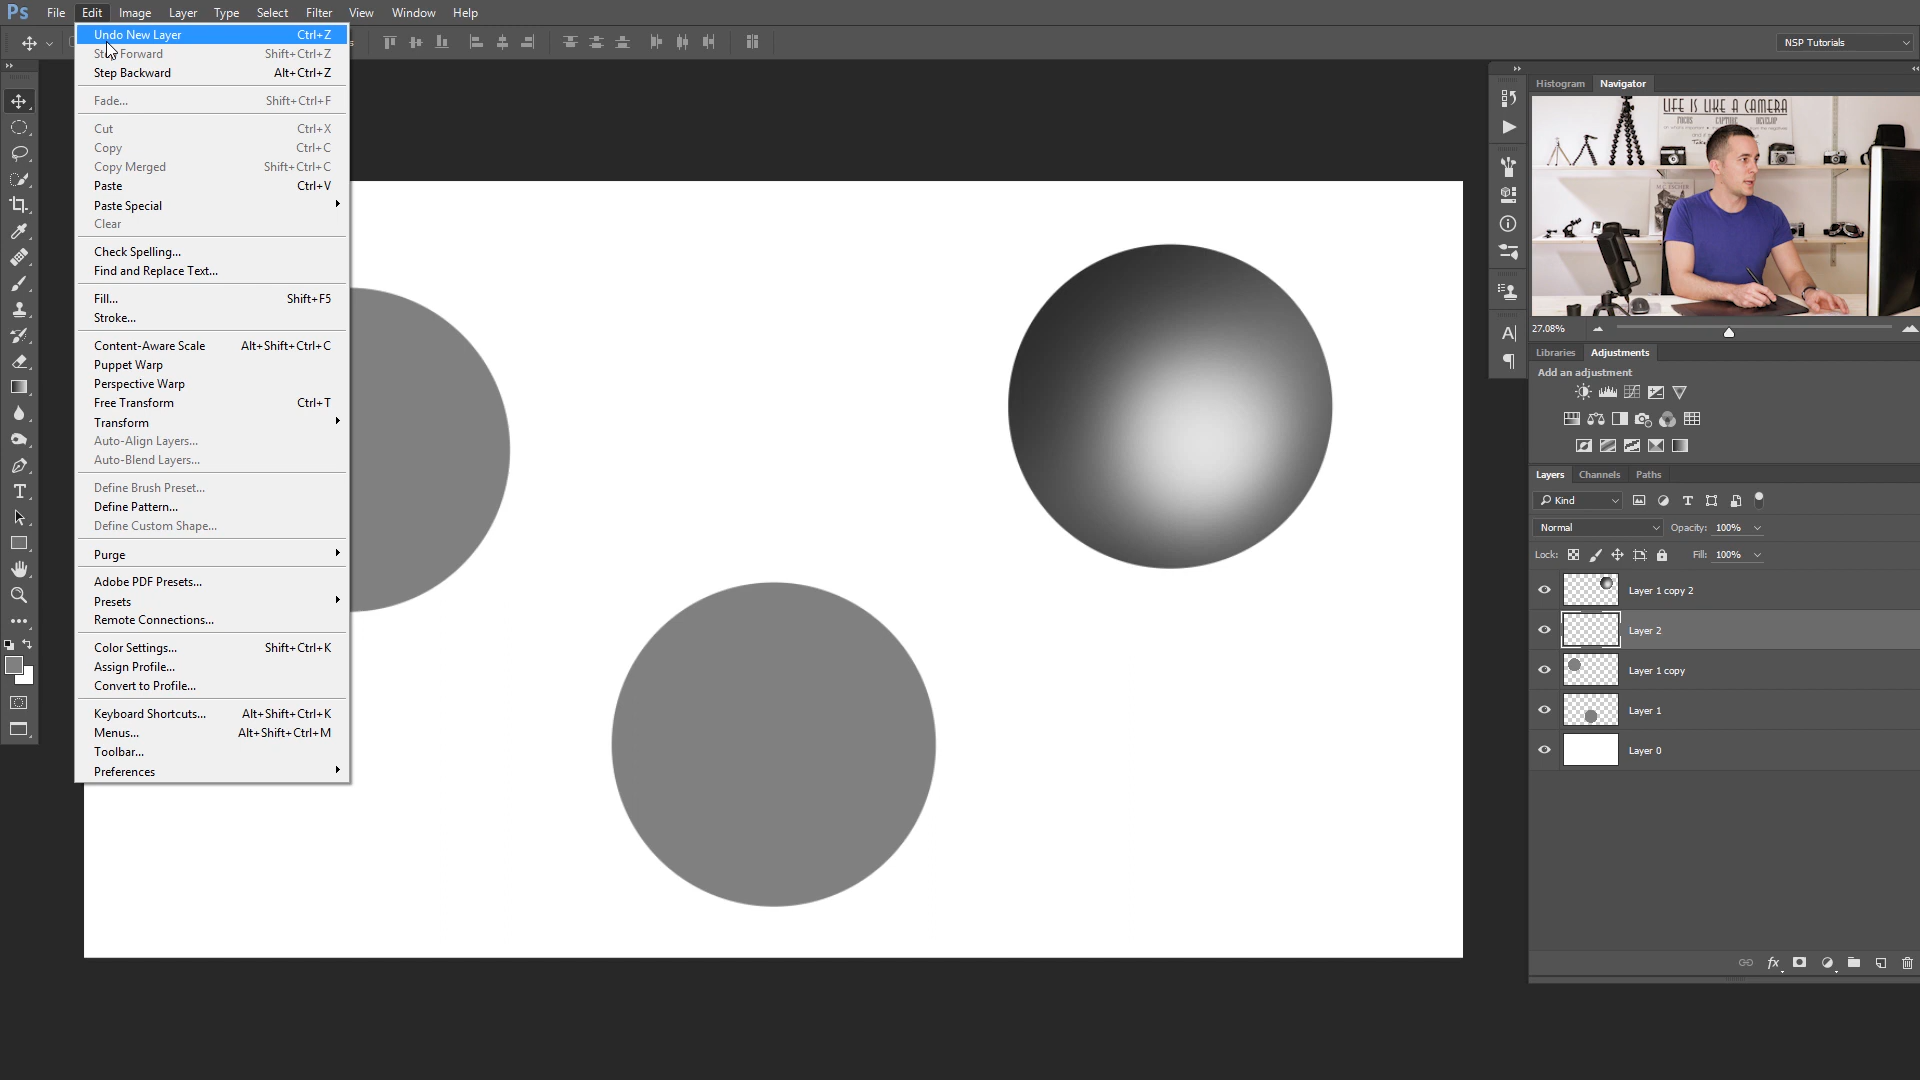 Ps File Edit Image Layer Type Select Filter View Window Help
NSP Tutorials
Undo New Layer Ctrl+Z
Forward Shift+Ctrl+Z
Step Backward Alt+Ctrl+Z
Fade... Shift+Ctrl+F
Cut Ctrl+X
Copy Ctrl+C
Copy Merged Shift+Ctrl+C
Paste Ctrl+V
Paste Special
Clear
Check Spelling...
Find and Replace Text...
Fill... Shift+F5
Stroke...
Content-Aware Scale Alt+Shift+Ctrl+C
Puppet Warp
Perspective Warp
Free Transform Ctrl+T
Transform
Auto-Align Layers...
Auto-Blend Layers...
Define Brush Preset...
Define Pattern...
Define Custom Shape...
Purge
Adobe PDF Presets...
Presets
Remote Connections...
Color Settings... Shift+Ctrl+K
Assign Profile...
Convert to Profile...
Keyboard Shortcuts... Alt+Shift+Ctrl+K
Menus... Alt+Shift+Ctrl+M
Toolbar...
Preferences
Histogram Navigator
LIFE IS LIKE A CAMERA
FOCUS CAPTURE DEVELOP
27.08%
Libraries Adjustments
Add an adjustment
Layers Channels Paths
Kind
Normal Opacity: 100%
Lock: Fill: 100%
Layer 1 copy 2
Layer 2
Layer 1 copy
Layer 1
Layer 0
fx